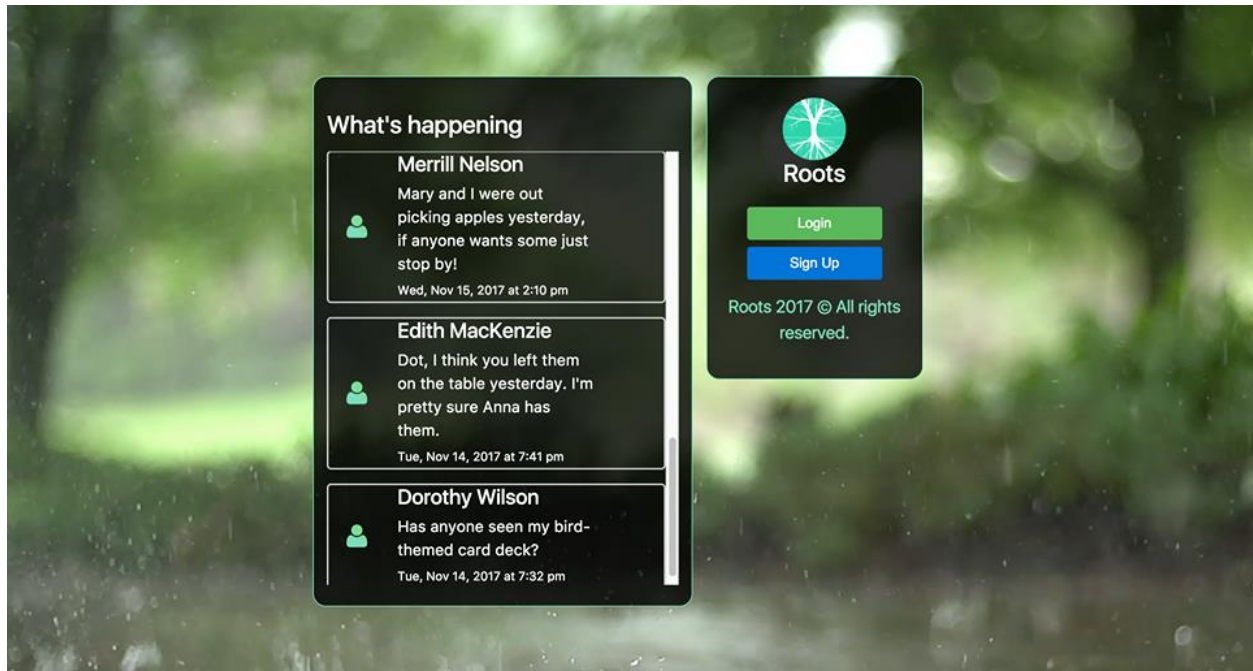 What's happening
Merrill Nelson
Mary and I were out
picking apples yesterday,
if anyone wants some just
stop by!
Wed, Nov 15, 2017 at 2:10 pm
Edith MacKenzie
Dot, I think you left them
on the table yesterday. I'm
pretty sure Anna has
them.
Tue, Nov 14, 2017 at 7:41 pm
Dorothy Wilson
Has anyone seen my bird-
themed card deck?
Tue, Nov 14, 2017 at 7:32 pm
Roots
Login
Sign Up
Roots 2017 © All rights
reserved.